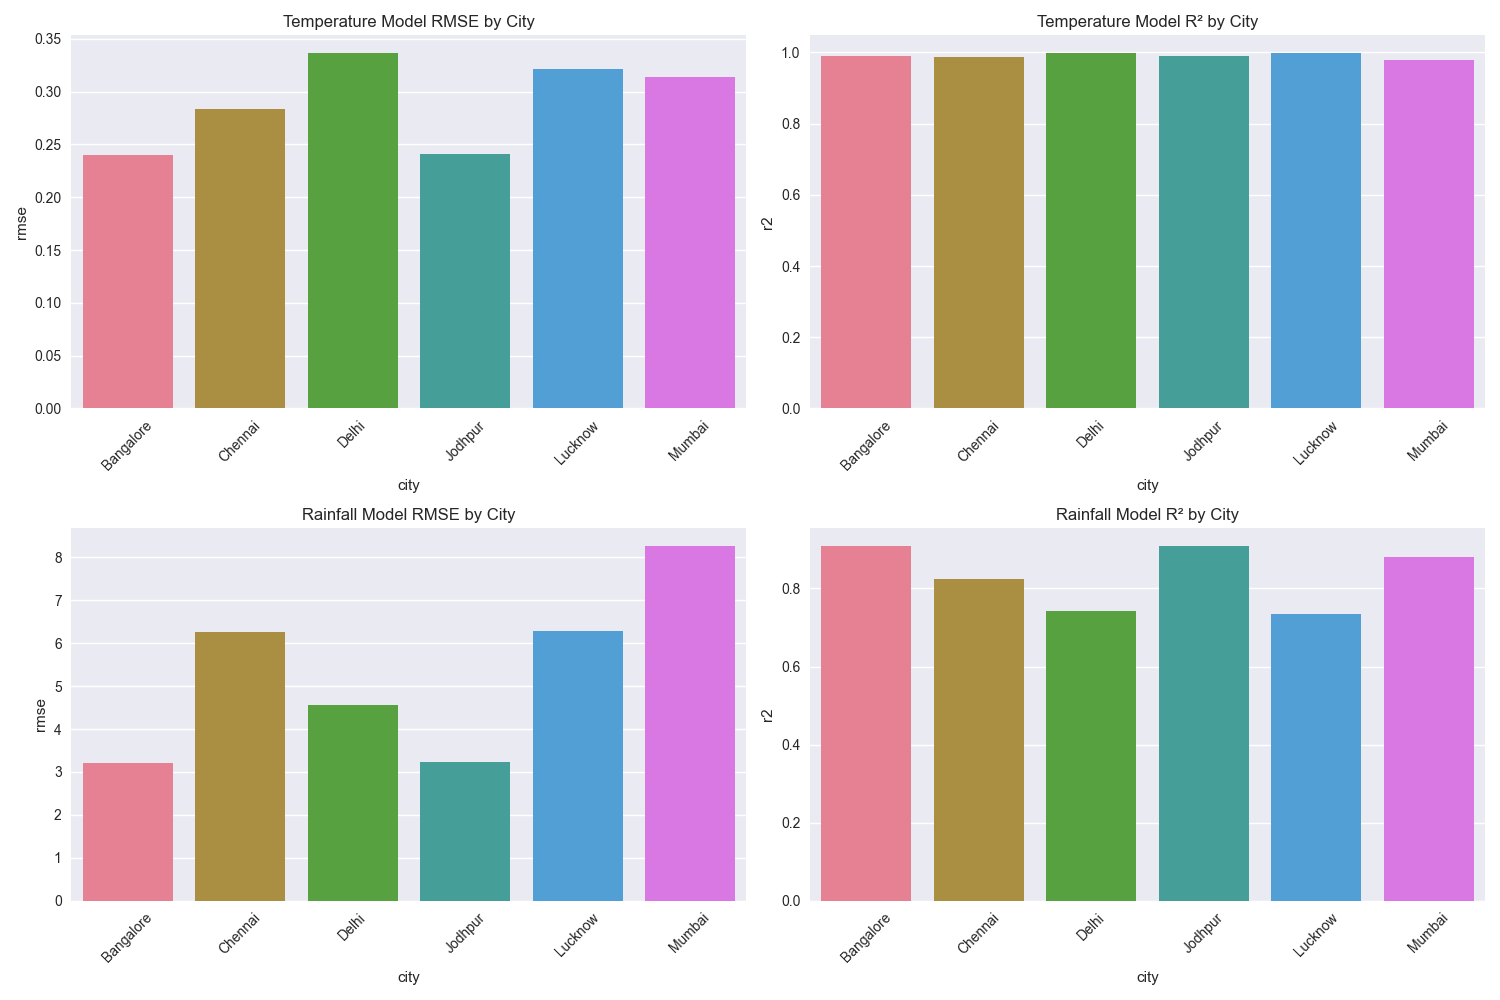 Temperature Model RMSE by City
0.35
0.30
0.25
0.20
0.15
0.10
0.05
0.00
rmse
Bangalore
Chennai
Delhi
Jodhpur
Lucknow
Mumbai
city
Temperature Model R² by City
1.0
0.8
0.6
0.4
0.2
0.0
r2
Bangalore
Chennai
Delhi
Jodhpur
Lucknow
Mumbai
city
Rainfall Model RMSE by City
8
7
6
5
4
3
2
1
0
rmse
Bangalore
Chennai
Delhi
Jodhpur
Lucknow
Mumbai
city
Rainfall Model R² by City
0.8
0.6
0.4
0.2
0.0
r2
Bangalore
Chennai
Delhi
Jodhpur
Lucknow
Mumbai
city